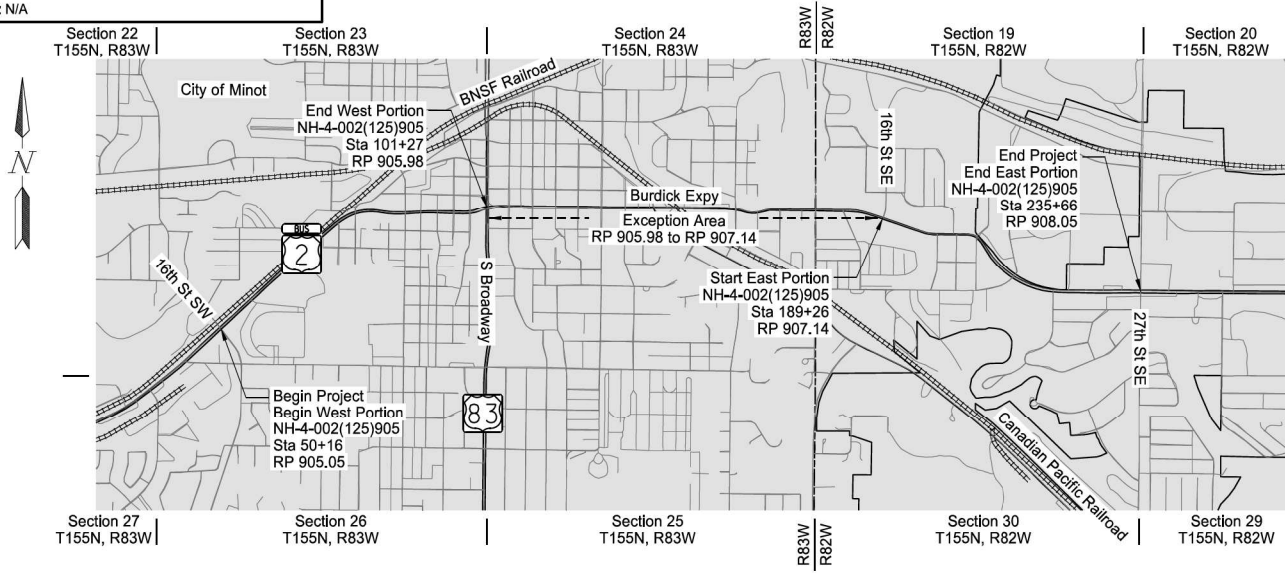 : N/A
Section 22
T155N, R83W
Section 23
T155N, R83W
Section 24
T155N, R83W
R83W
R82W
Section 19
T155N, R82W
Section 20
T155N, R82W
N
City of Minot
BNSF Railroad
End West Portion
NH-4-002(125)905
Sta 101+27
RP 905.98
16th St SE
End Project
End East Portion
NH-4-002(125)905
Sta 235+66
RP 908.05
Burdick Expy
Exception Area
RP 905.98 to RP 907.14
BUS
2
16th St SW
S Broadway
Start East Portion
NH-4-002(125)905
Sta 189+26
RP 907.14
27th St SE
Begin Project
Begin West Portion
NH-4-002(125)905
Sta 50+16
RP 905.05
83
Canadian Pacific Railroad
Section 27
T155N, R83W
Section 26
T155N, R83W
Section 25
T155N, R83W
R83W
R82W
Section 30
T155N, R82W
Section 29
T155N, R82W